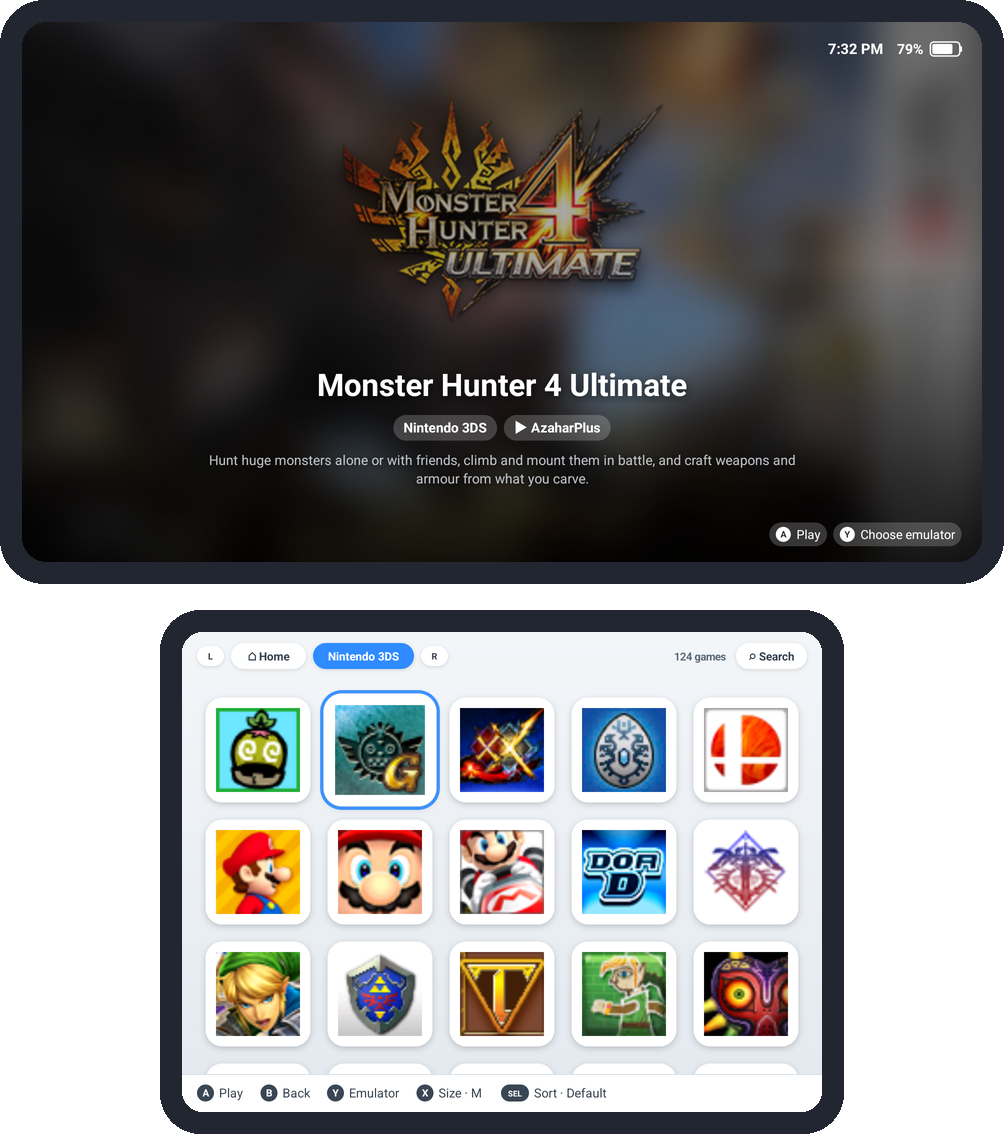 7:32 PM 79%
MONSTER HUNTER 4 ULTIMATE
Monster Hunter 4 Ultimate
Nintendo 3DS ▶ AzaharPlus
Hunt huge monsters alone or with friends, climb and mount them in battle, and craft weapons and
armour from what you carve.
A Play Y Choose emulator
L Home Nintendo 3DS R 124 games Search
G
DOA
D
M
T
A Play B Back Y Emulator X Size · M SEL Sort · Default